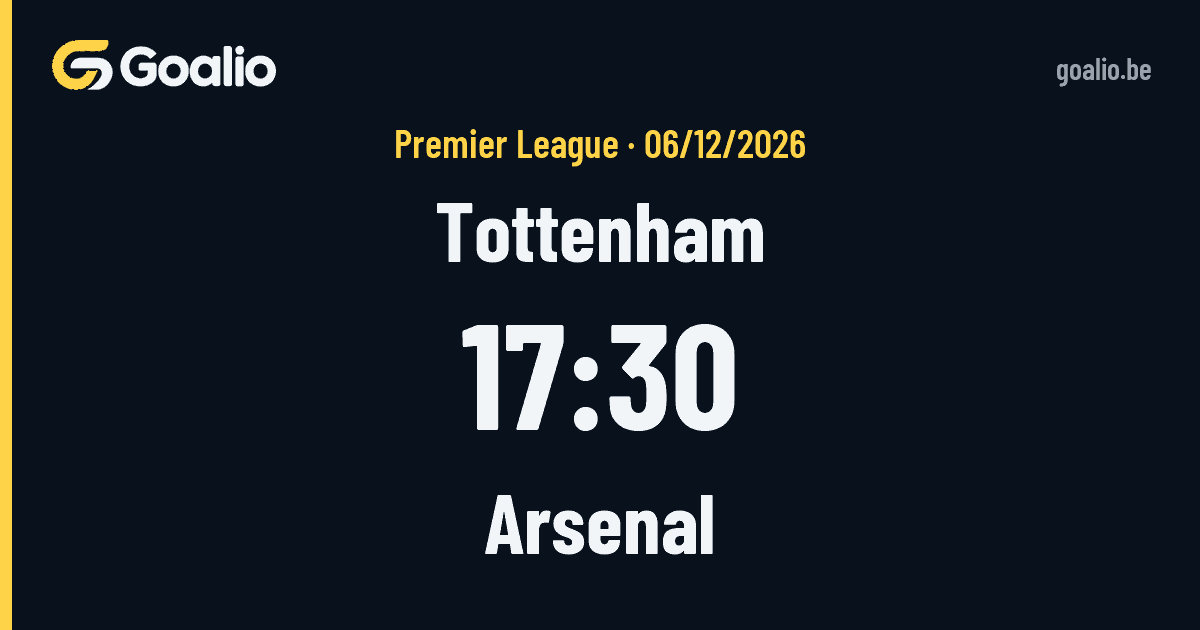 Goalio
goalio.be
Premier League · 06/12/2026
Tottenham
17:30
Arsenal